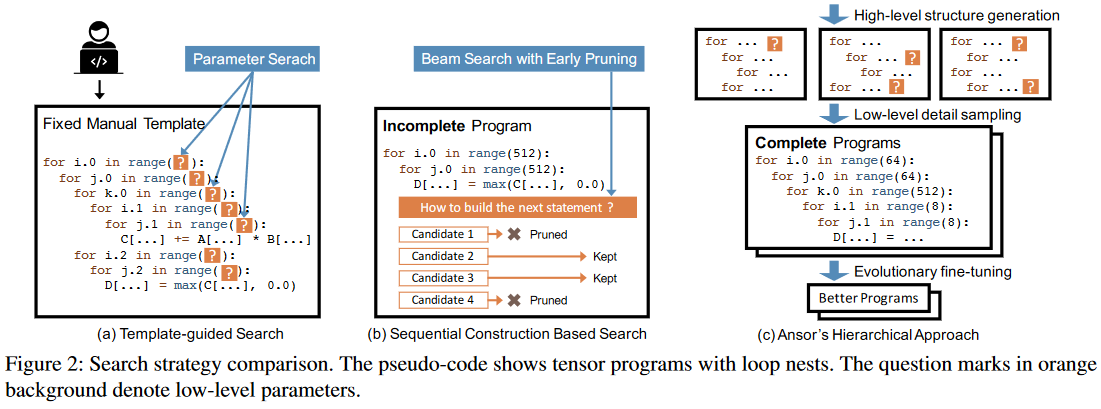 </>
Parameter Serach
Fixed Manual Template
for i.0 in range( ? ):
for j.0 in range( ? ):
for k.0 in range( ? ):
for i.1 in range( ? ):
for j.1 in range( ? ):
C[...] += A[...] * B[...]
for i.2 in range( ? ):
for j.2 in range( ? ):
D[...] = max(C[...], 0.0)
(a) Template-guided Search
Beam Search with Early Pruning
Incomplete Program
for i.0 in range(512):
for j.0 in range(512):
D[...] = max(C[...], 0.0)
How to build the next statement ?
Candidate 1 Pruned
Candidate 2 Kept
Candidate 3 Kept
Candidate 4 Pruned
(b) Sequential Construction Based Search
High-level structure generation
for ... ?
for ...
for ...
for ...
for ...
for ... ?
for ...
for ... ?
for ... ?
for ...
for ...
for ... ?
Low-level detail sampling
Complete Programs
for i.0 in range(64):
for j.0 in range(64):
for k.0 in range(512):
for i.1 in range(8):
for j.1 in range(8):
D[...] = ...
Evolutionary fine-tuning
Better Programs
(c) Ansor's Hierarchical Approach
Figure 2: Search strategy comparison. The pseudo-code shows tensor programs with loop nests. The question marks in orange
background denote low-level parameters.